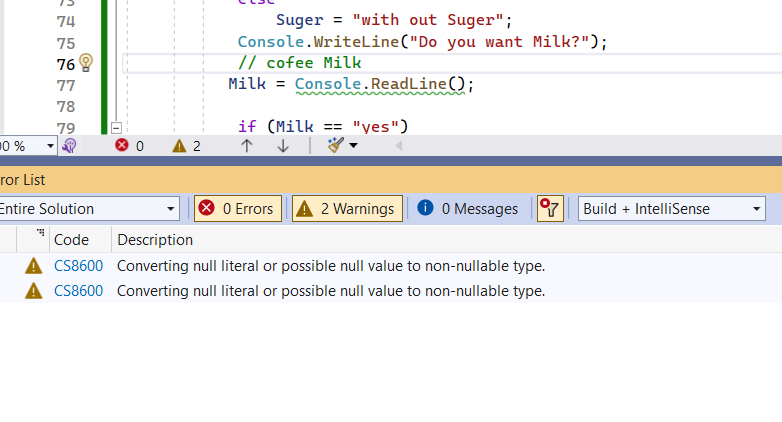 73 else
74 Suger = "with out Suger";
75 Console.WriteLine("Do you want Milk?");
76 // cofee Milk
77 Milk = Console.ReadLine();
78
79 if (Milk == "yes")
00 % 0 2
ror List
Entire Solution 0 Errors 2 Warnings 0 Messages Build + IntelliSense
Code Description
CS8600 Converting null literal or possible null value to non-nullable type.
CS8600 Converting null literal or possible null value to non-nullable type.